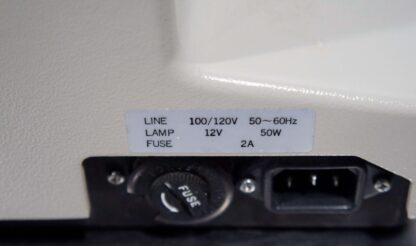 LINE 100/120V 50~60Hz
LAMP 12V 50W
FUSE 2A
FUSE